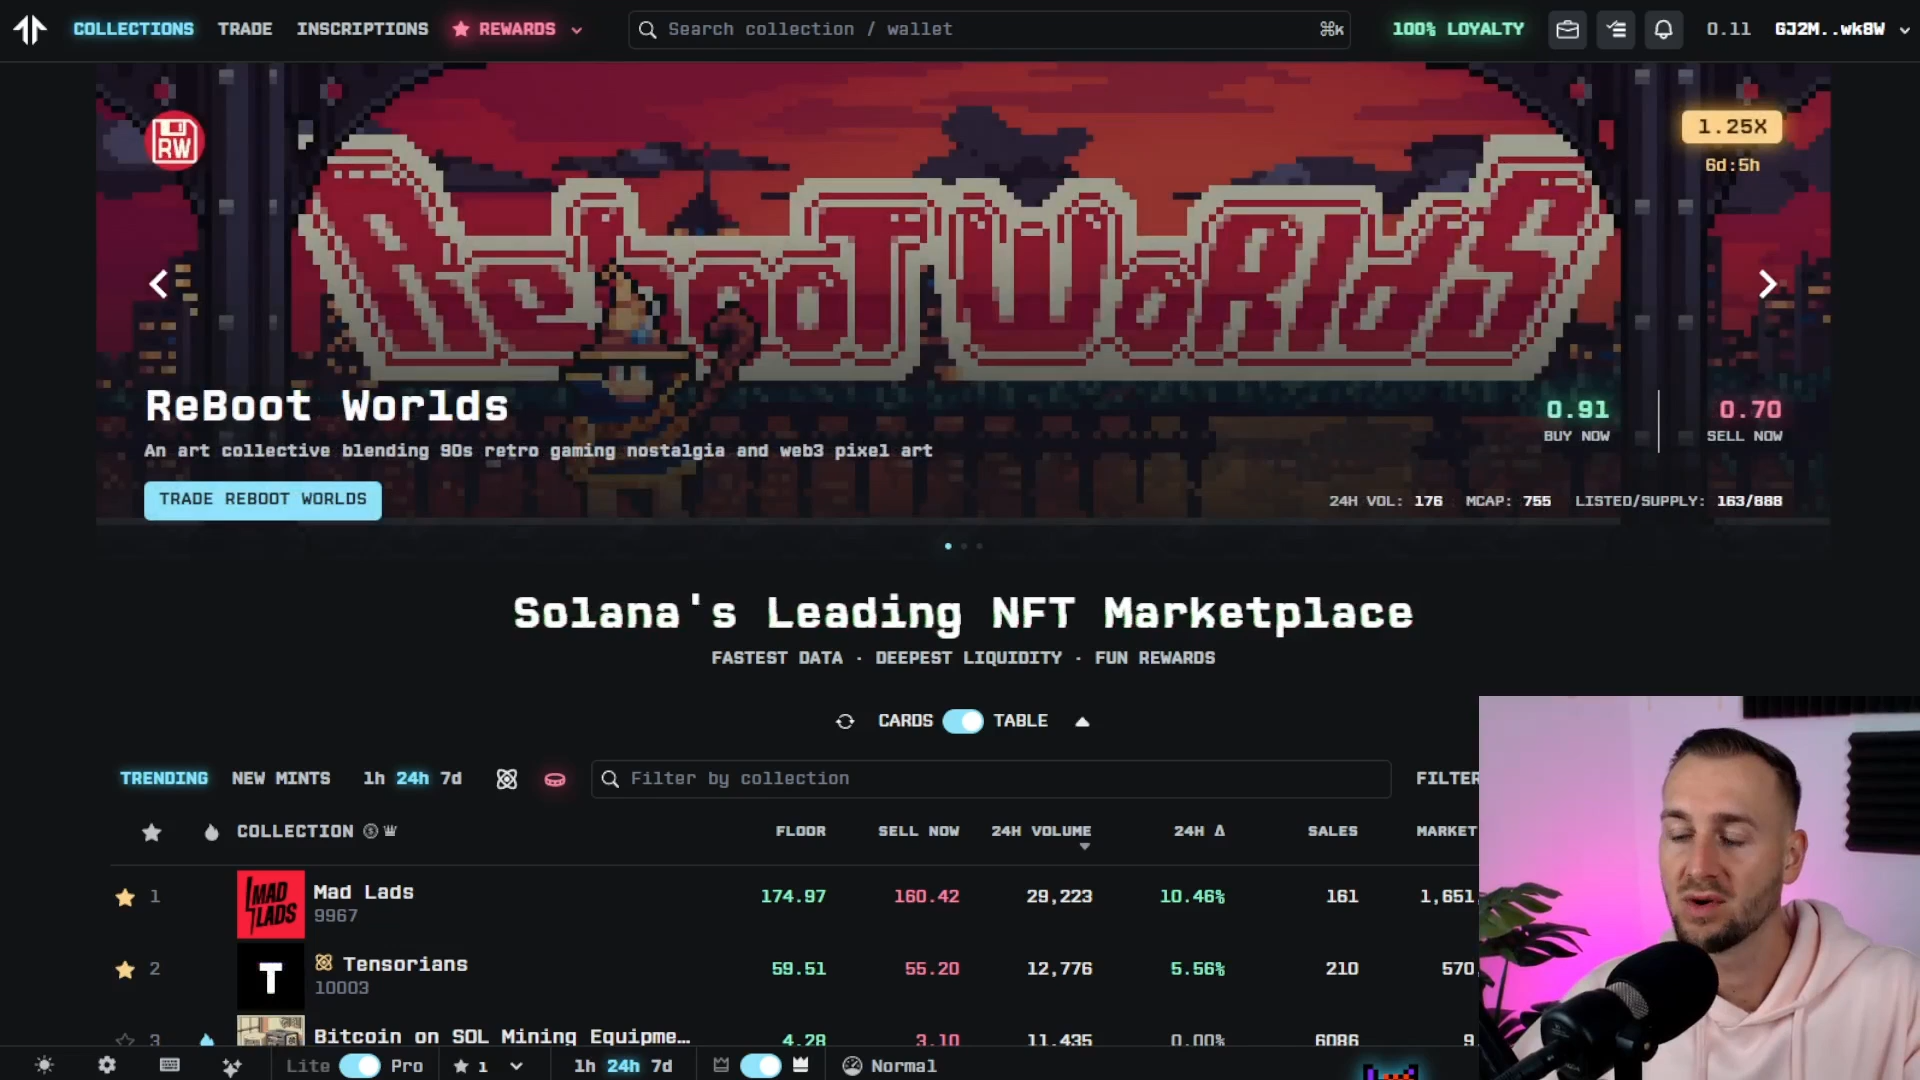 COLLECTIONS TRADE INSCRIPTIONS REWARDS Search collection / wallet ⌘K 100% LOYALTY 0.11 GJ2M..wk8W
RW
1.25X
6d:5h
ReBoot WorldS
ReBoot Worlds
An art collective blending 90s retro gaming nostalgia and web3 pixel art
TRADE REBOOT WORLDS
0.91 0.70
BUY NOW SELL NOW
24H VOL: 176 MCAP: 755 LISTED/SUPPLY: 163/888
Solana's Leading NFT Marketplace
FASTEST DATA · DEEPEST LIQUIDITY · FUN REWARDS
CARDS TABLE
TRENDING NEW MINTS 1h 24h 7d Filter by collection FILTER
COLLECTION FLOOR SELL NOW 24H VOLUME 24H Δ SALES MARKET
MAD LADS
1 Mad Lads 174.97 160.42 29,223 10.46% 161 1,651
9967
T
2 Tensorians 59.51 55.20 12,776 5.56% 210 570
10003
3 Bitcoin on SOL Mining Equipme… 4.28 3.10 11,435 0.00% 6086 9
Lite Pro 1 1h 24h 7d Normal